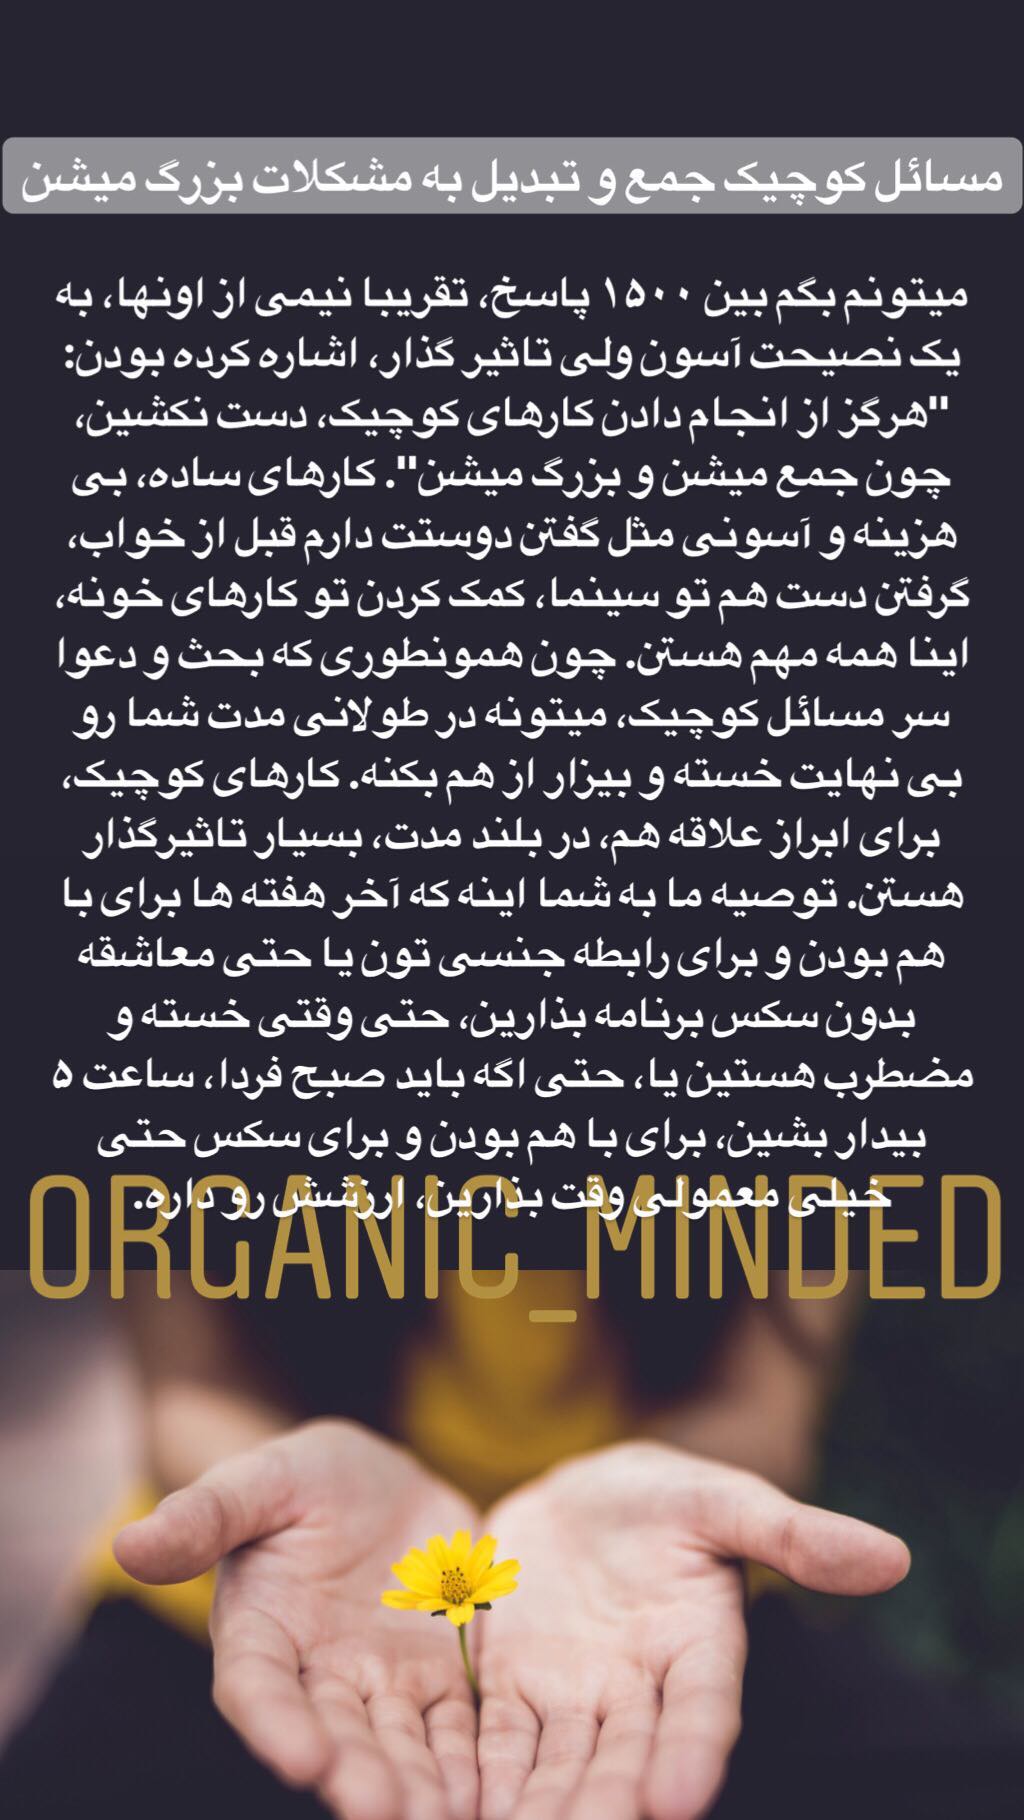 مسائل کوچیک جمع و تبدیل به مشکلات بزرگ میشن
میتونم بگم بین ۱۵۰۰ پاسخ، تقریبا نیمی از اونها، به
یک نصیحت آسون ولی تاثیر گذار، اشاره کرده بودن:
"هرگز از انجام دادن کارهای کوچیک، دست نکشین،
چون جمع میشن و بزرگ میشن". کارهای ساده، بی
هزینه و آسونی مثل گفتن دوستت دارم قبل از خواب،
گرفتن دست هم تو سینما، کمک کردن تو کارهای خونه،
اینا همه مهم هستن. چون همونطوری که بحث و دعوا
سر مسائل کوچیک، میتونه در طولانی مدت شما رو
بی نهایت خسته و بیزار از هم بکنه. کارهای کوچیک،
برای ابراز علاقه هم، در بلند مدت، بسیار تاثیرگذار
هستن. توصیه ما به شما اینه که آخر هفته ها برای با
هم بودن و برای رابطه جنسی تون یا حتی معاشقه
بدون سکس برنامه بذارین، حتی وقتی خسته و
مضطرب هستین یا، حتی اگه باید صبح فردا، ساعت ۵
بیدار بشین، برای با هم بودن و برای سکس حتی
خیلی معمولی وقت بذارین، ارزشش رو داره.
ORGANIC_MINDED